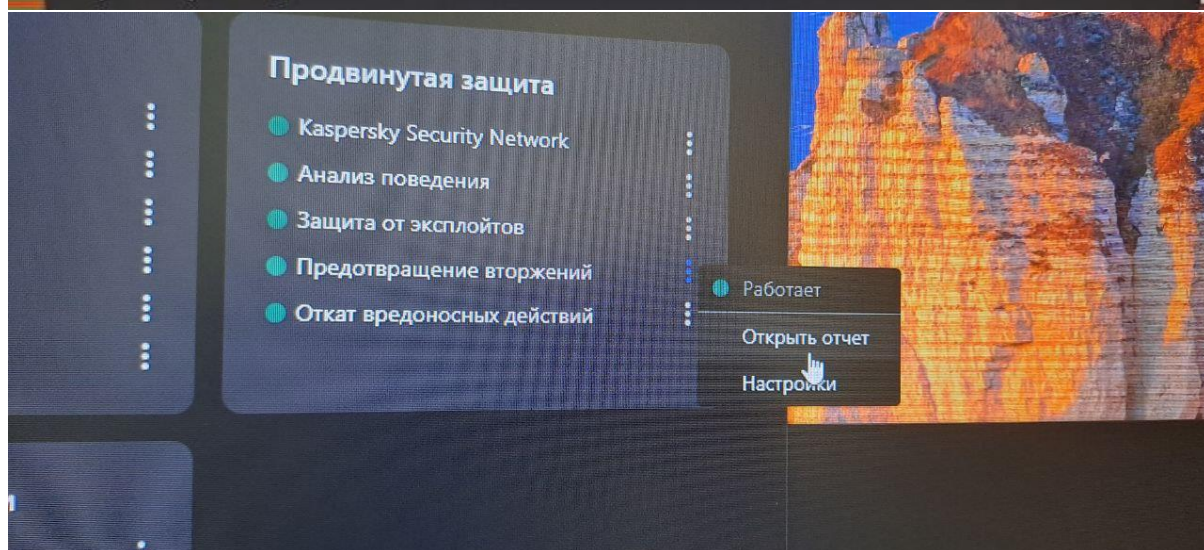 Продвинутая защита
Kaspersky Security Network
Анализ поведения
Защита от эксплойтов
Предотвращение вторжений
Откат вредоносных действий
Работает
Открыть отчет
Настройки